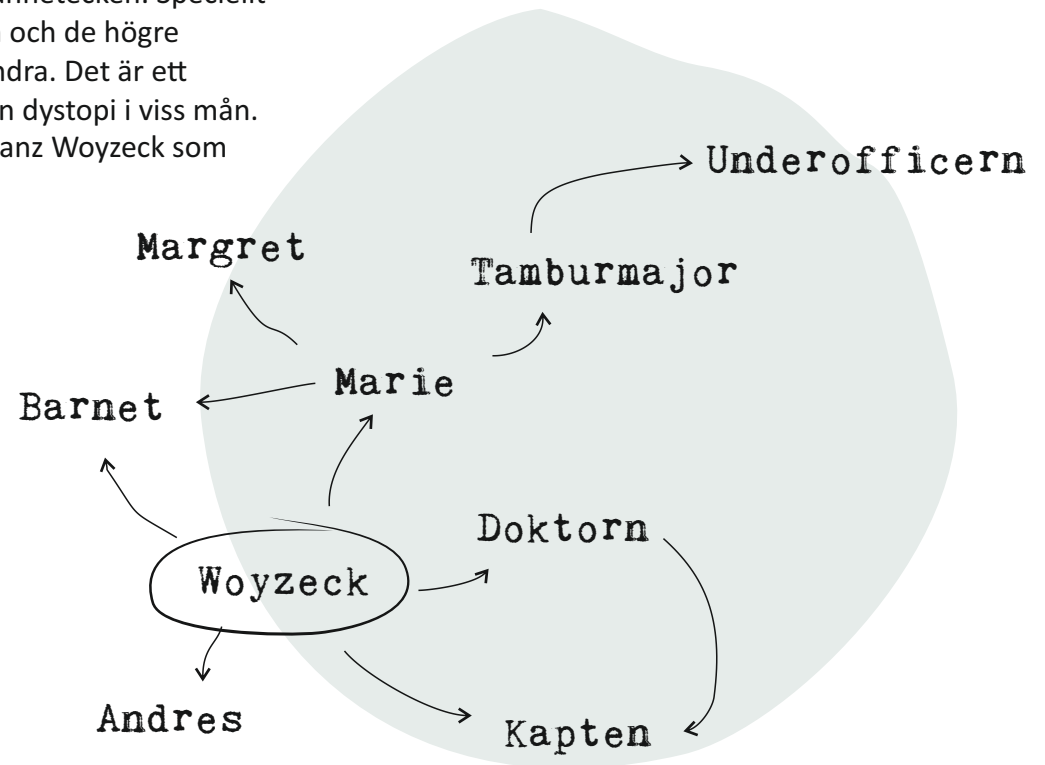 och de högre
ndra. Det är ett
n dystopi i viss mån.
anz Woyzeck som
Underofficern
Margret
Tamburmajor
Marie
Barnet
Doktorn
Woyzeck
Andres
Kapten